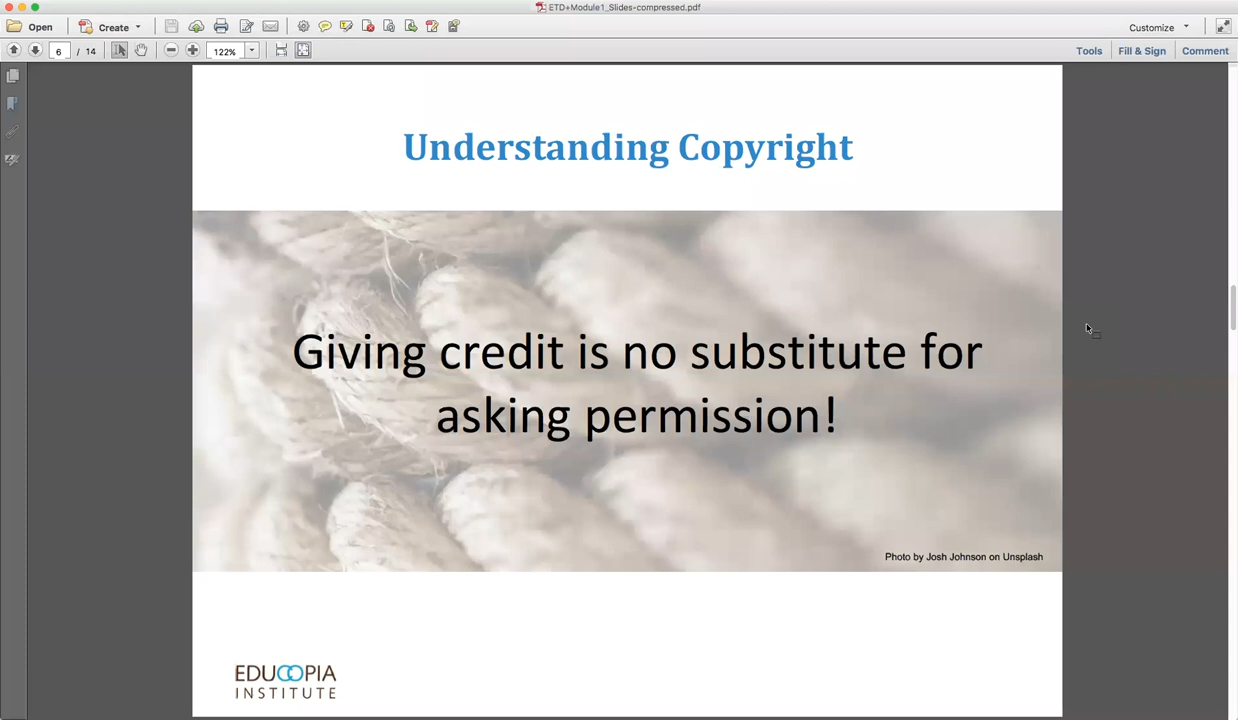 ETD+Module1_Slides-compressed.pdf
Open
Create
Customize
6 / 14
122%
Tools
Fill & Sign
Comment
Understanding Copyright
Giving credit is no substitute for
asking permission!
Photo by Josh Johnson on Unsplash
EDUCOPIA
INSTITUTE